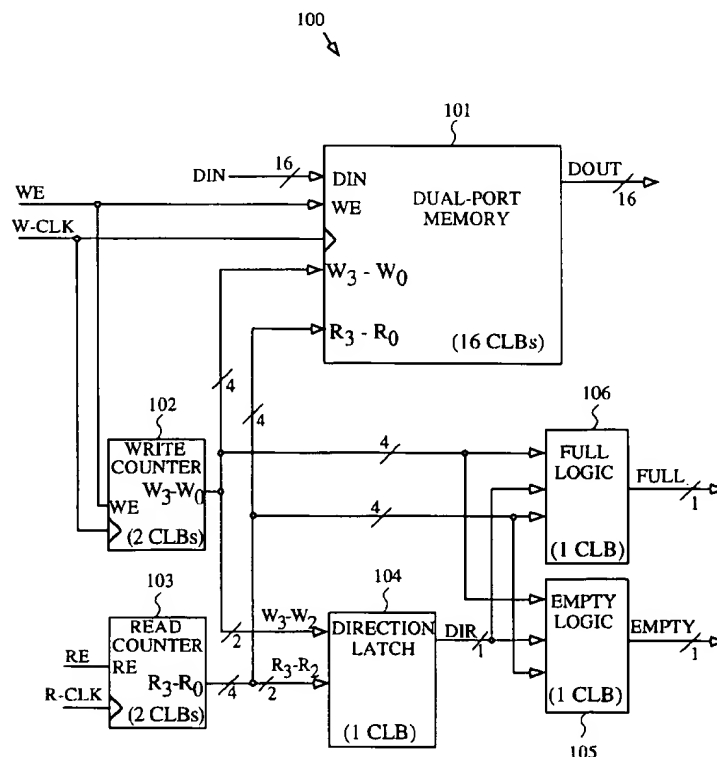 100
101
DIN
16
DIN
DUAL-PORT
MEMORY
DOUT
16
WE
WE
W-CLK
W₃ - W₀
R₃ - R₀
(16 CLBs)
4
4
102
WRITE
COUNTER
W₃-W₀
WE
(2 CLBs)
4
4
106
FULL
LOGIC
FULL
1
(1 CLB)
103
READ
COUNTER
RE
RE
R₃-R₀
R-CLK
(2 CLBs)
4
2
W₃-W₂
2
R₃-R₂
104
DIRECTION
LATCH
DIR
1
(1 CLB)
EMPTY
LOGIC
EMPTY
1
(1 CLB)
105